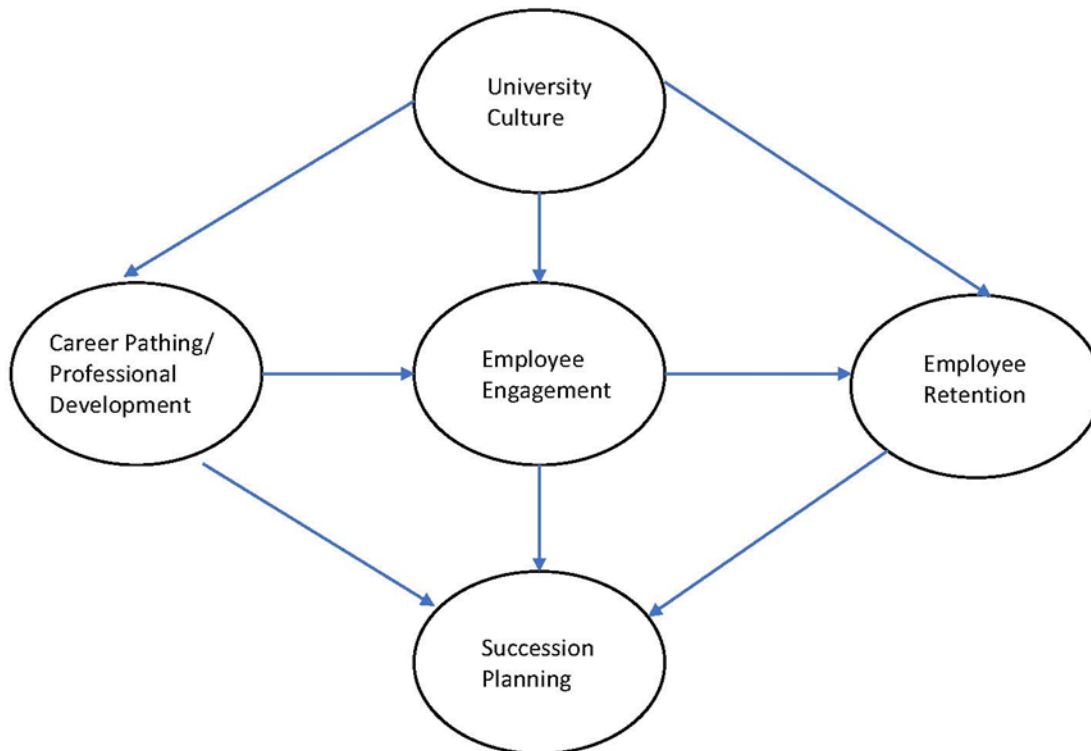 University
Culture
Career Pathing/
Professional
Development
Employee
Engagement
Employee
Retention
Succession
Planning